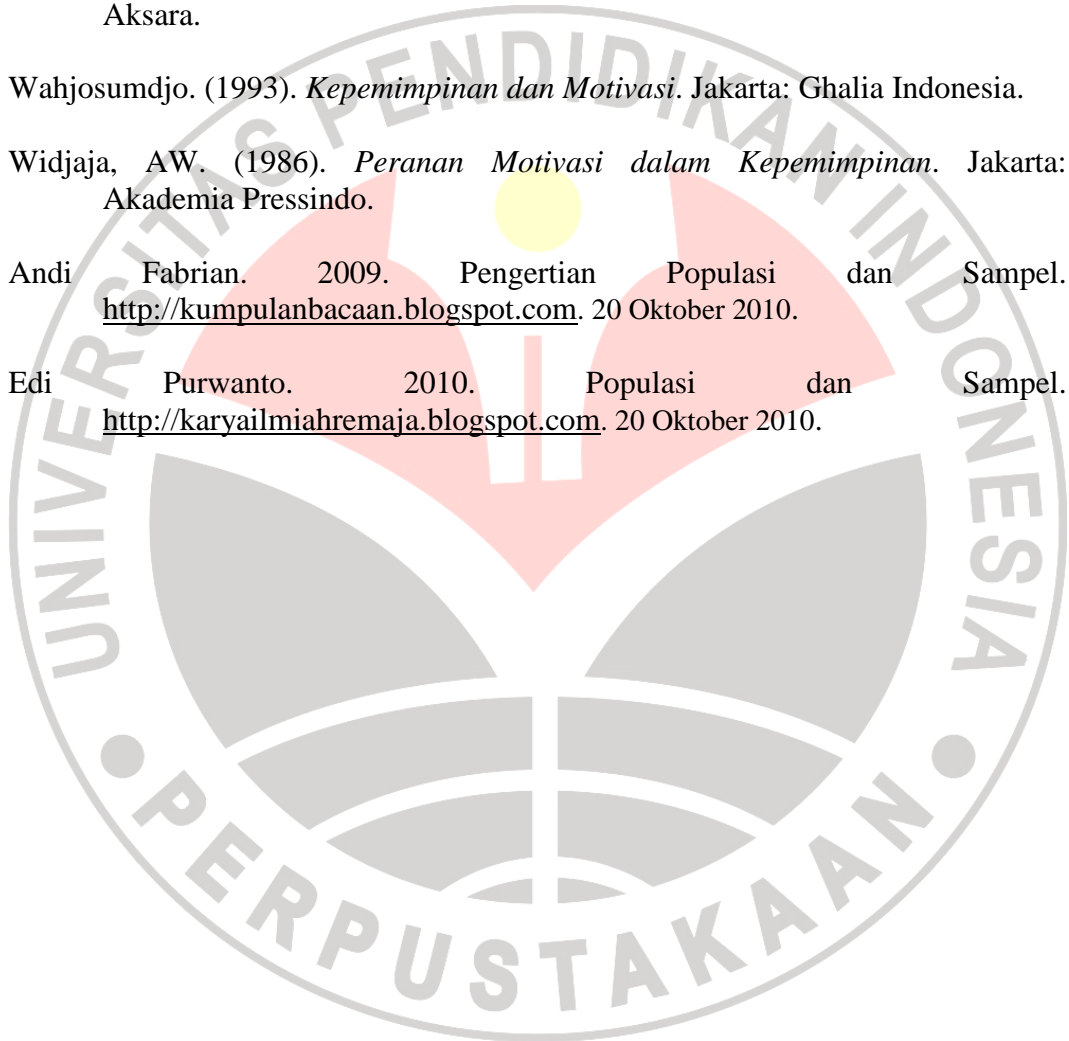 Aksara.
Wahjosumdjo. (1993). Kepemimpinan dan Motivasi. Jakarta: Ghalia Indonesia.
Widjaja, AW. (1986). Peranan Motivasi dalam Kepemimpinan. Jakarta:
Akademia Pressindo.
Andi Fabrian. 2009. Pengertian Populasi dan Sampel.
http://kumpulanbacaan.blogspot.com. 20 Oktober 2010.
Edi Purwanto. 2010. Populasi dan Sampel.
http://karyailmiahremaja.blogspot.com. 20 Oktober 2010.
UNIVERSITAS PENDIDIKAN INDONESIA
PERPUSTAKAAN